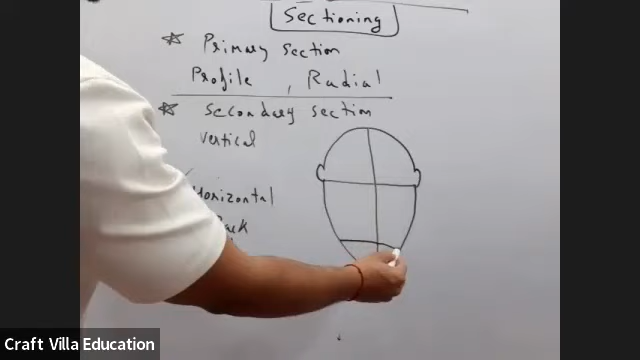 Sectioning
Primary section
Profile , Radial
Secondary section
Vertical
Horizontal
Craft Villa Education